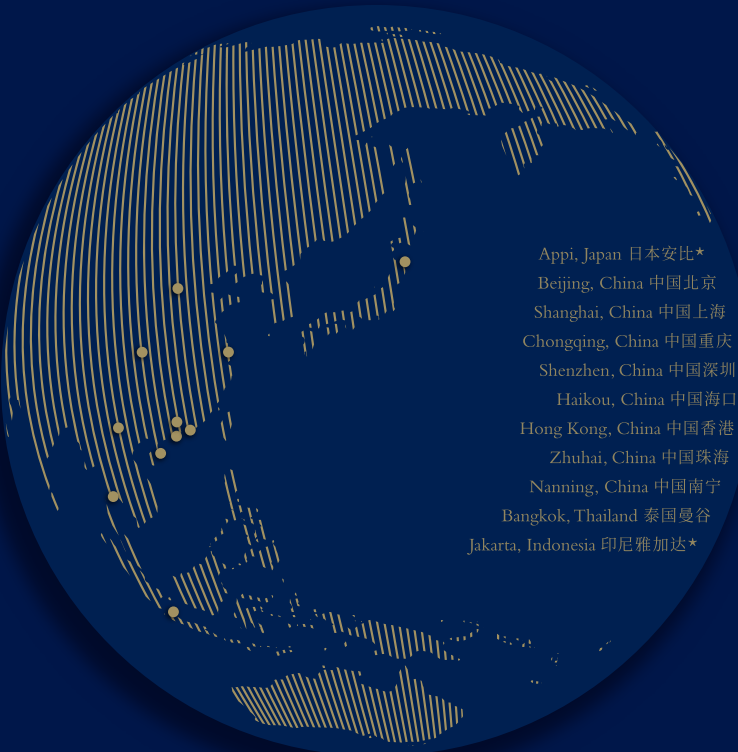 Appi, Japan 日本安比★
Beijing, China 中国北京
Shanghai, China 中国上海
Chongqing, China 中国重庆
Shenzhen, China 中国深圳
Haikou, China 中国海口
Hong Kong, China 中国香港
Zhuhai, China 中国珠海
Nanning, China 中国南宁
Bangkok, Thailand 泰国曼谷
Jakarta, Indonesia 印尼雅加达★